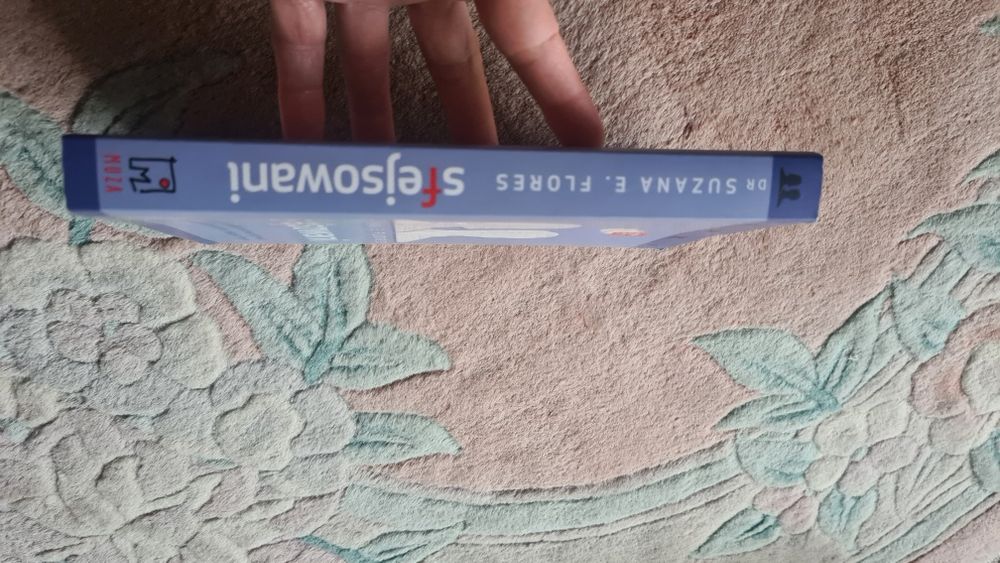 DR SUZANA E. FLORES
sfejsowani
M
MUZA